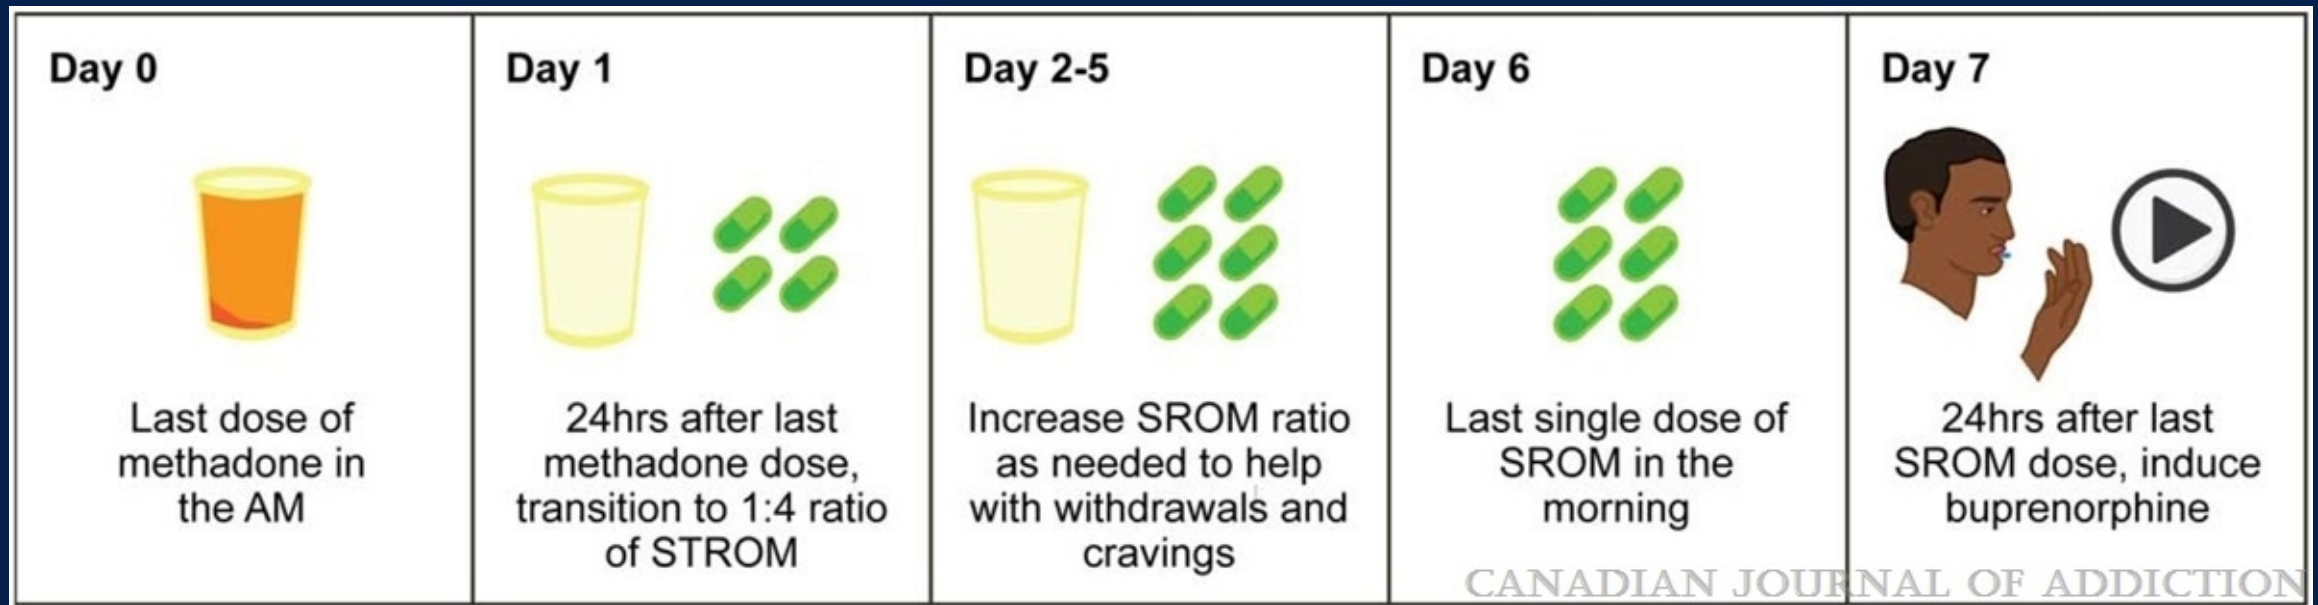 Day 0
Last dose of
methadone in
the AM
Day 1
24hrs after last
methadone dose,
transition to 1:4 ratio
of STROM
Day 2-5
Increase SROM ratio
as needed to help
with withdrawals and
cravings
Day 6
Last single dose of
SROM in the
morning
Day 7
24hrs after last
SROM dose, induce
buprenorphine
CANADIAN JOURNAL OF ADDICTION